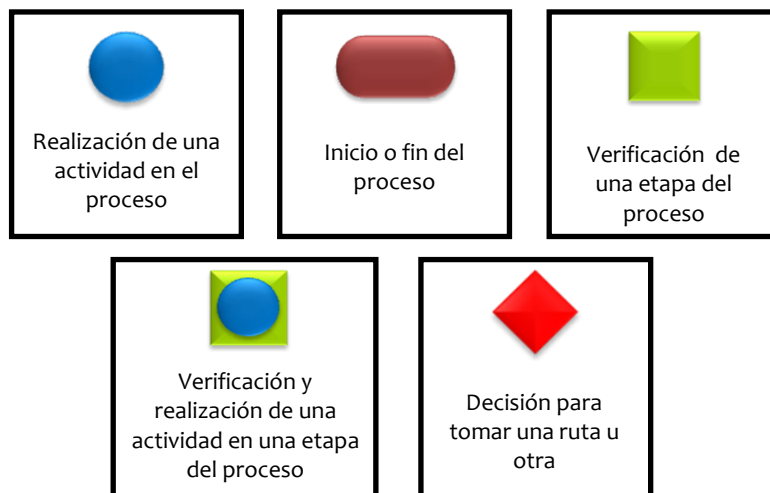 Realización de una
actividad en el
proceso
Inicio o fin del
proceso
Verificación de
una etapa del
proceso
Verificación y
realización de una
actividad en una etapa
del proceso
Decisión para
tomar una ruta u
otra